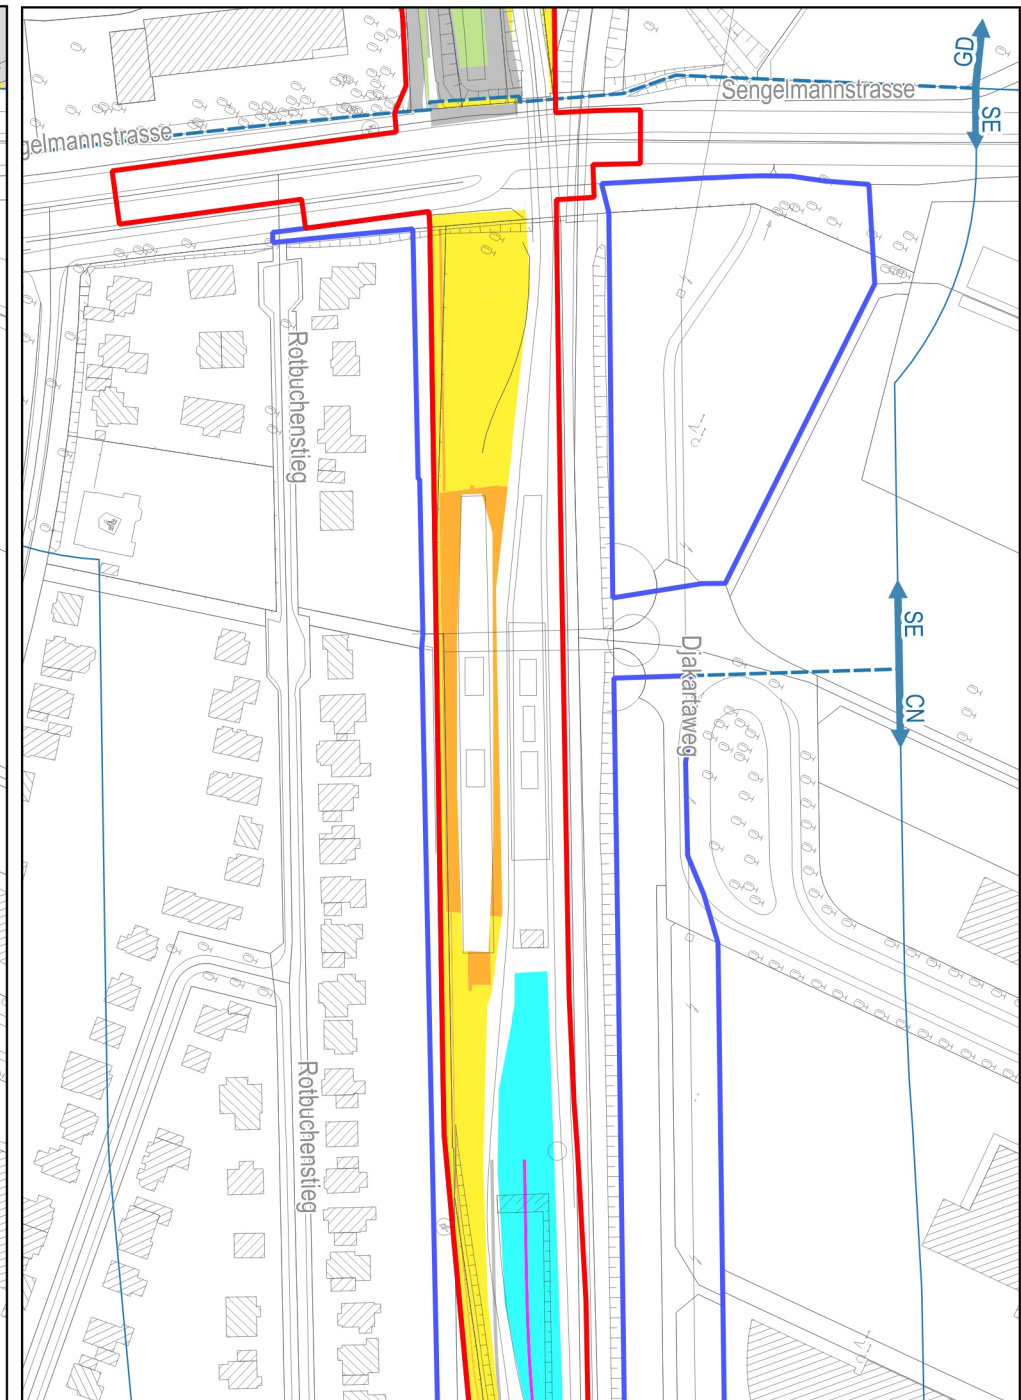 GD
Sengelmannstrasse
SE
gelmannstrasse
Rotbuchenstieg
SE
Djakartaweg
CN
Rotbuchenstieg